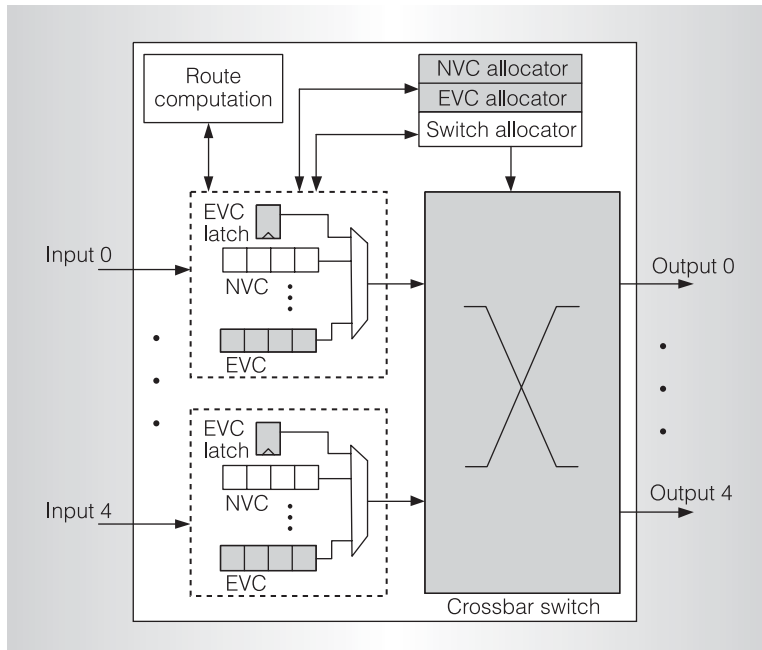 Route
computation
NVC allocator
EVC allocator
Switch allocator
EVC
latch
NVC
EVC
Input 0
Output 0
EVC
latch
NVC
EVC
Input 4
Output 4
Crossbar switch